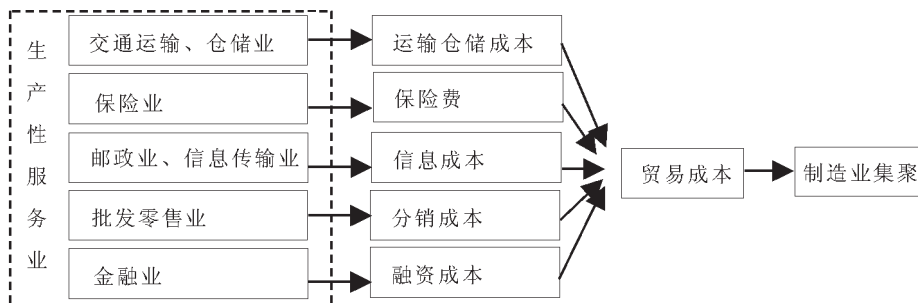 生产性服务业
交通运输、仓储业
运输仓储成本
保险业
保险费
邮政业、信息传输业
信息成本
贸易成本
制造业集聚
批发零售业
分销成本
金融业
融资成本